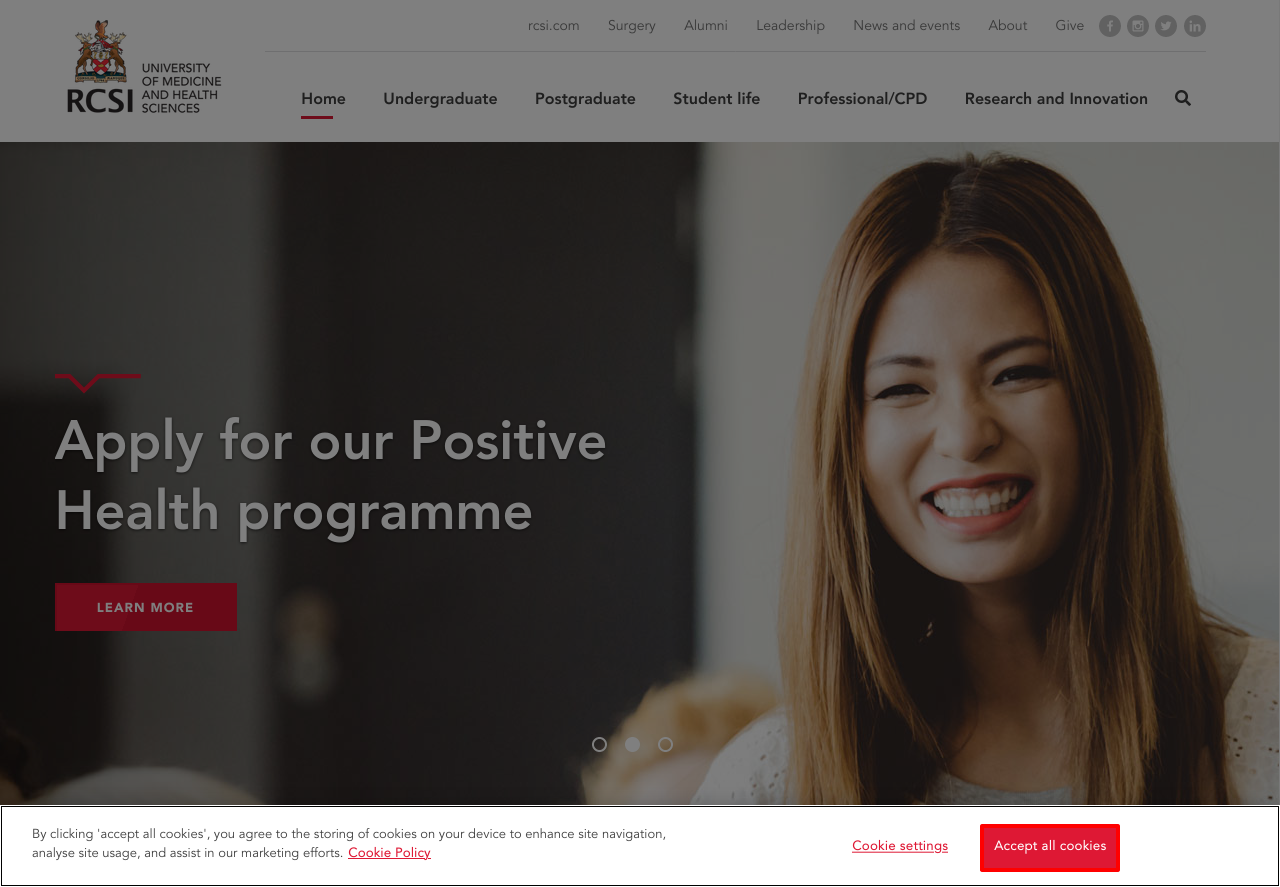 rcsi.com Surgery Alumni Leadership News and events About Give
RCSI UNIVERSITY OF MEDICINE AND HEALTH SCIENCES
Home Undergraduate Postgraduate Student life Professional/CPD Research and Innovation
Apply for our Positive
Health programme
LEARN MORE
By clicking 'accept all cookies', you agree to the storing of cookies on your device to enhance site navigation,
analyse site usage, and assist in our marketing efforts. Cookie Policy
Cookie settings
Accept all cookies